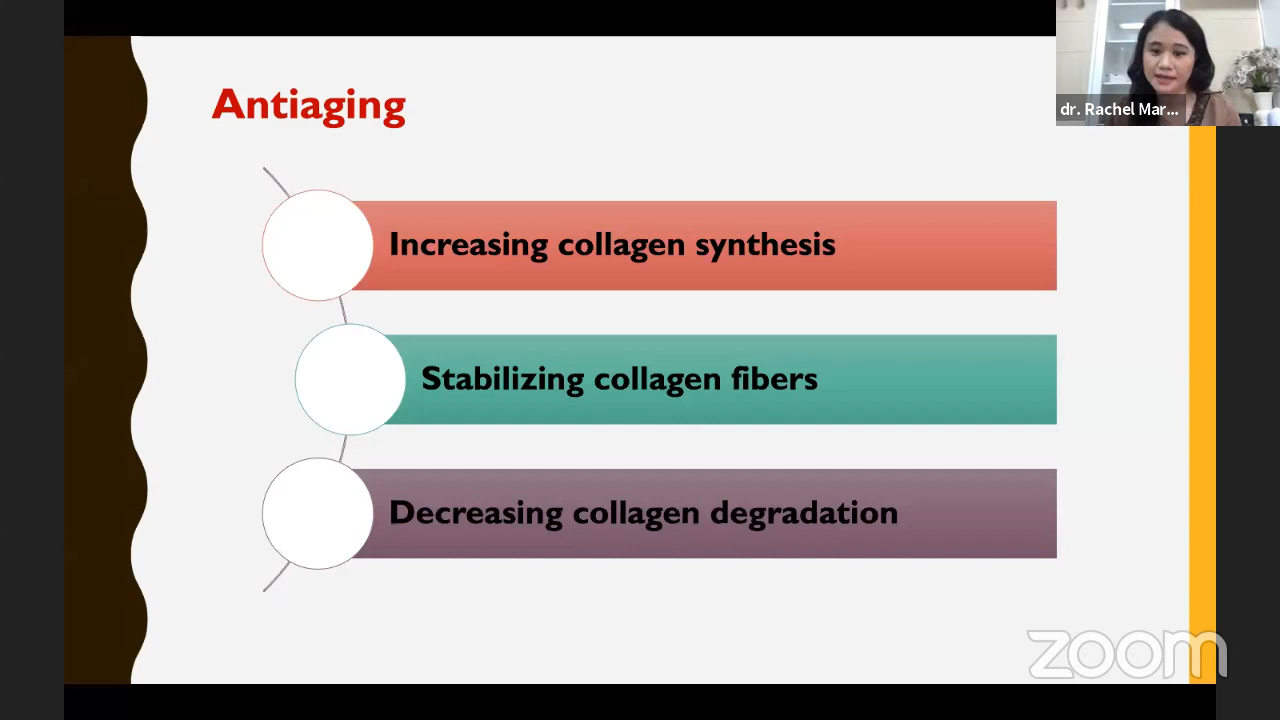 Antiaging
dr. Rachel Mar...
Increasing collagen synthesis
Stabilizing collagen fibers
Decreasing collagen degradation
zoom